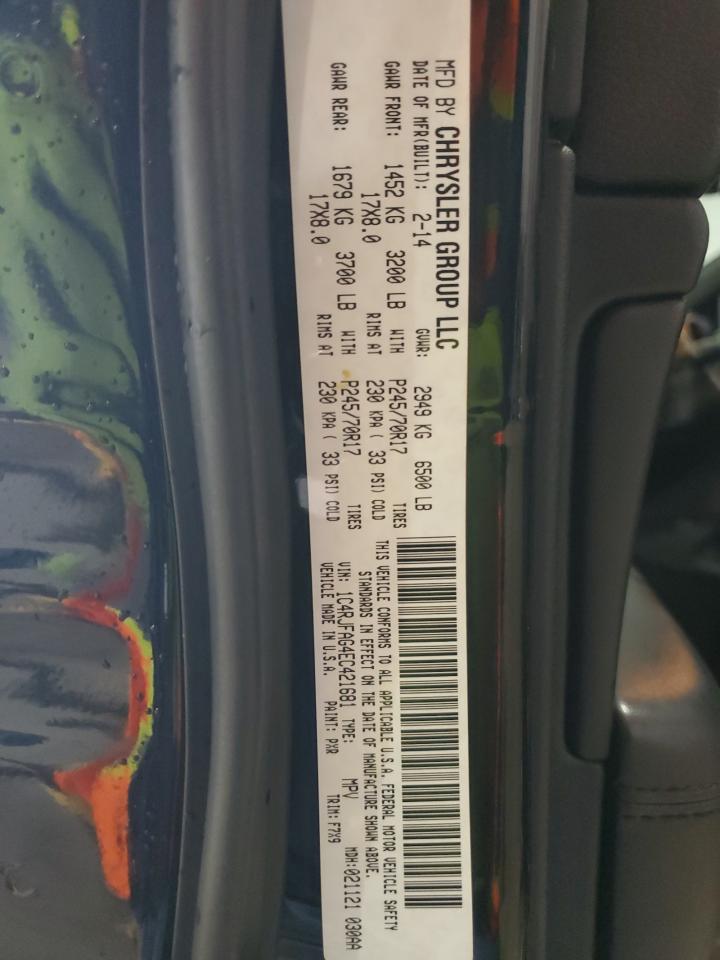 MFD BY CHRYSLER GROUP LLC
DATE OF MFR(BUILT): 2-14 GVWR: 2949 KG 6500 LB
GAWR FRONT: 1452 KG 3200 LB WITH P245/70R17 TIRES
17X8.0 RIMS AT 230 KPA ( 33 PSI) COLD
GAWR REAR: 1679 KG 3700 LB WITH P245/70R17 TIRES
17X8.0 RIMS AT 230 KPA ( 33 PSI) COLD
THIS VEHICLE CONFORMS TO ALL APPLICABLE U.S.A. FEDERAL MOTOR VEHICLE SAFETY
STANDARDS IN EFFECT ON THE DATE OF MANUFACTURE SHOWN ABOVE.
VIN: 1C4RJFAG4EC421681 TYPE: MPV MDH:021121 030AA
VEHICLE MADE IN U.S.A. PAINT: PXR TRIM: F7X9